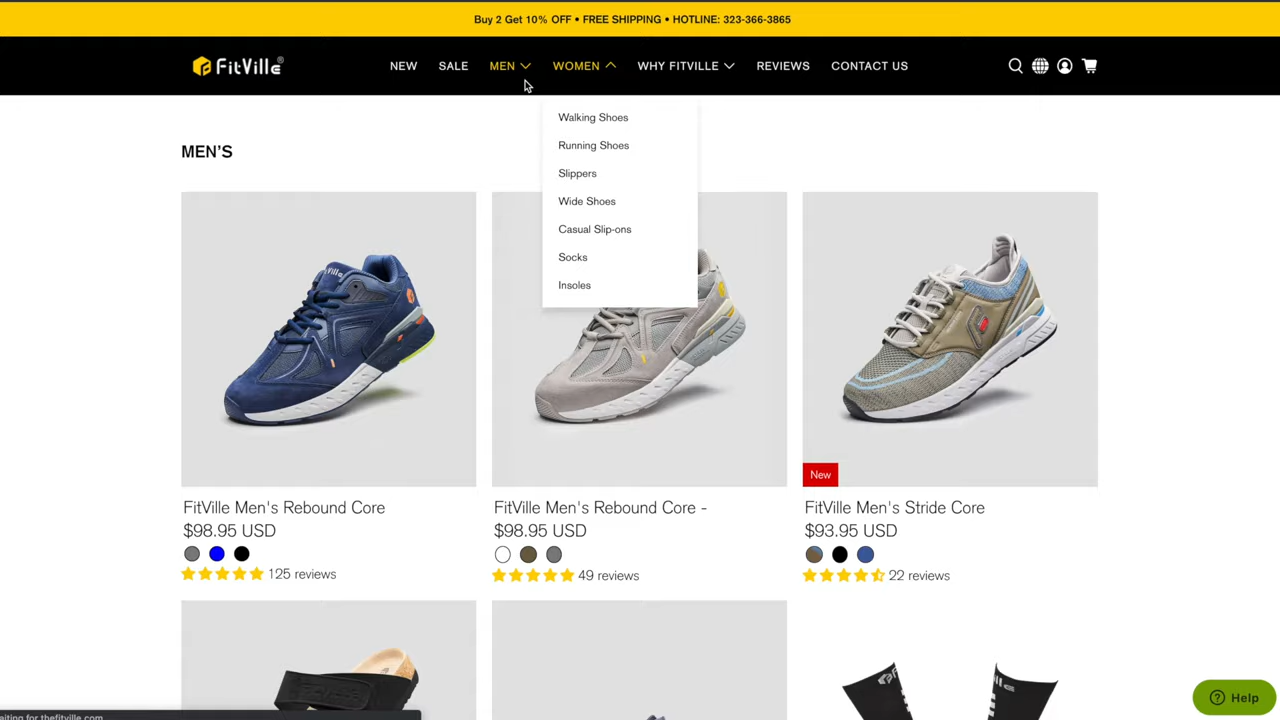 Buy 2 Get 10% OFF • FREE SHIPPING • HOTLINE: 323-366-3865
FitVille®
NEW
SALE
MEN
WOMEN
WHY FITVILLE
REVIEWS
CONTACT US
Walking Shoes
Running Shoes
Slippers
Wide Shoes
Casual Slip-ons
Socks
Insoles
MEN'S
New
FitVille Men's Rebound Core
$98.95 USD
125 reviews
FitVille Men's Rebound Core -
$98.95 USD
49 reviews
FitVille Men's Stride Core
$93.95 USD
22 reviews
Help
for thefitville.com